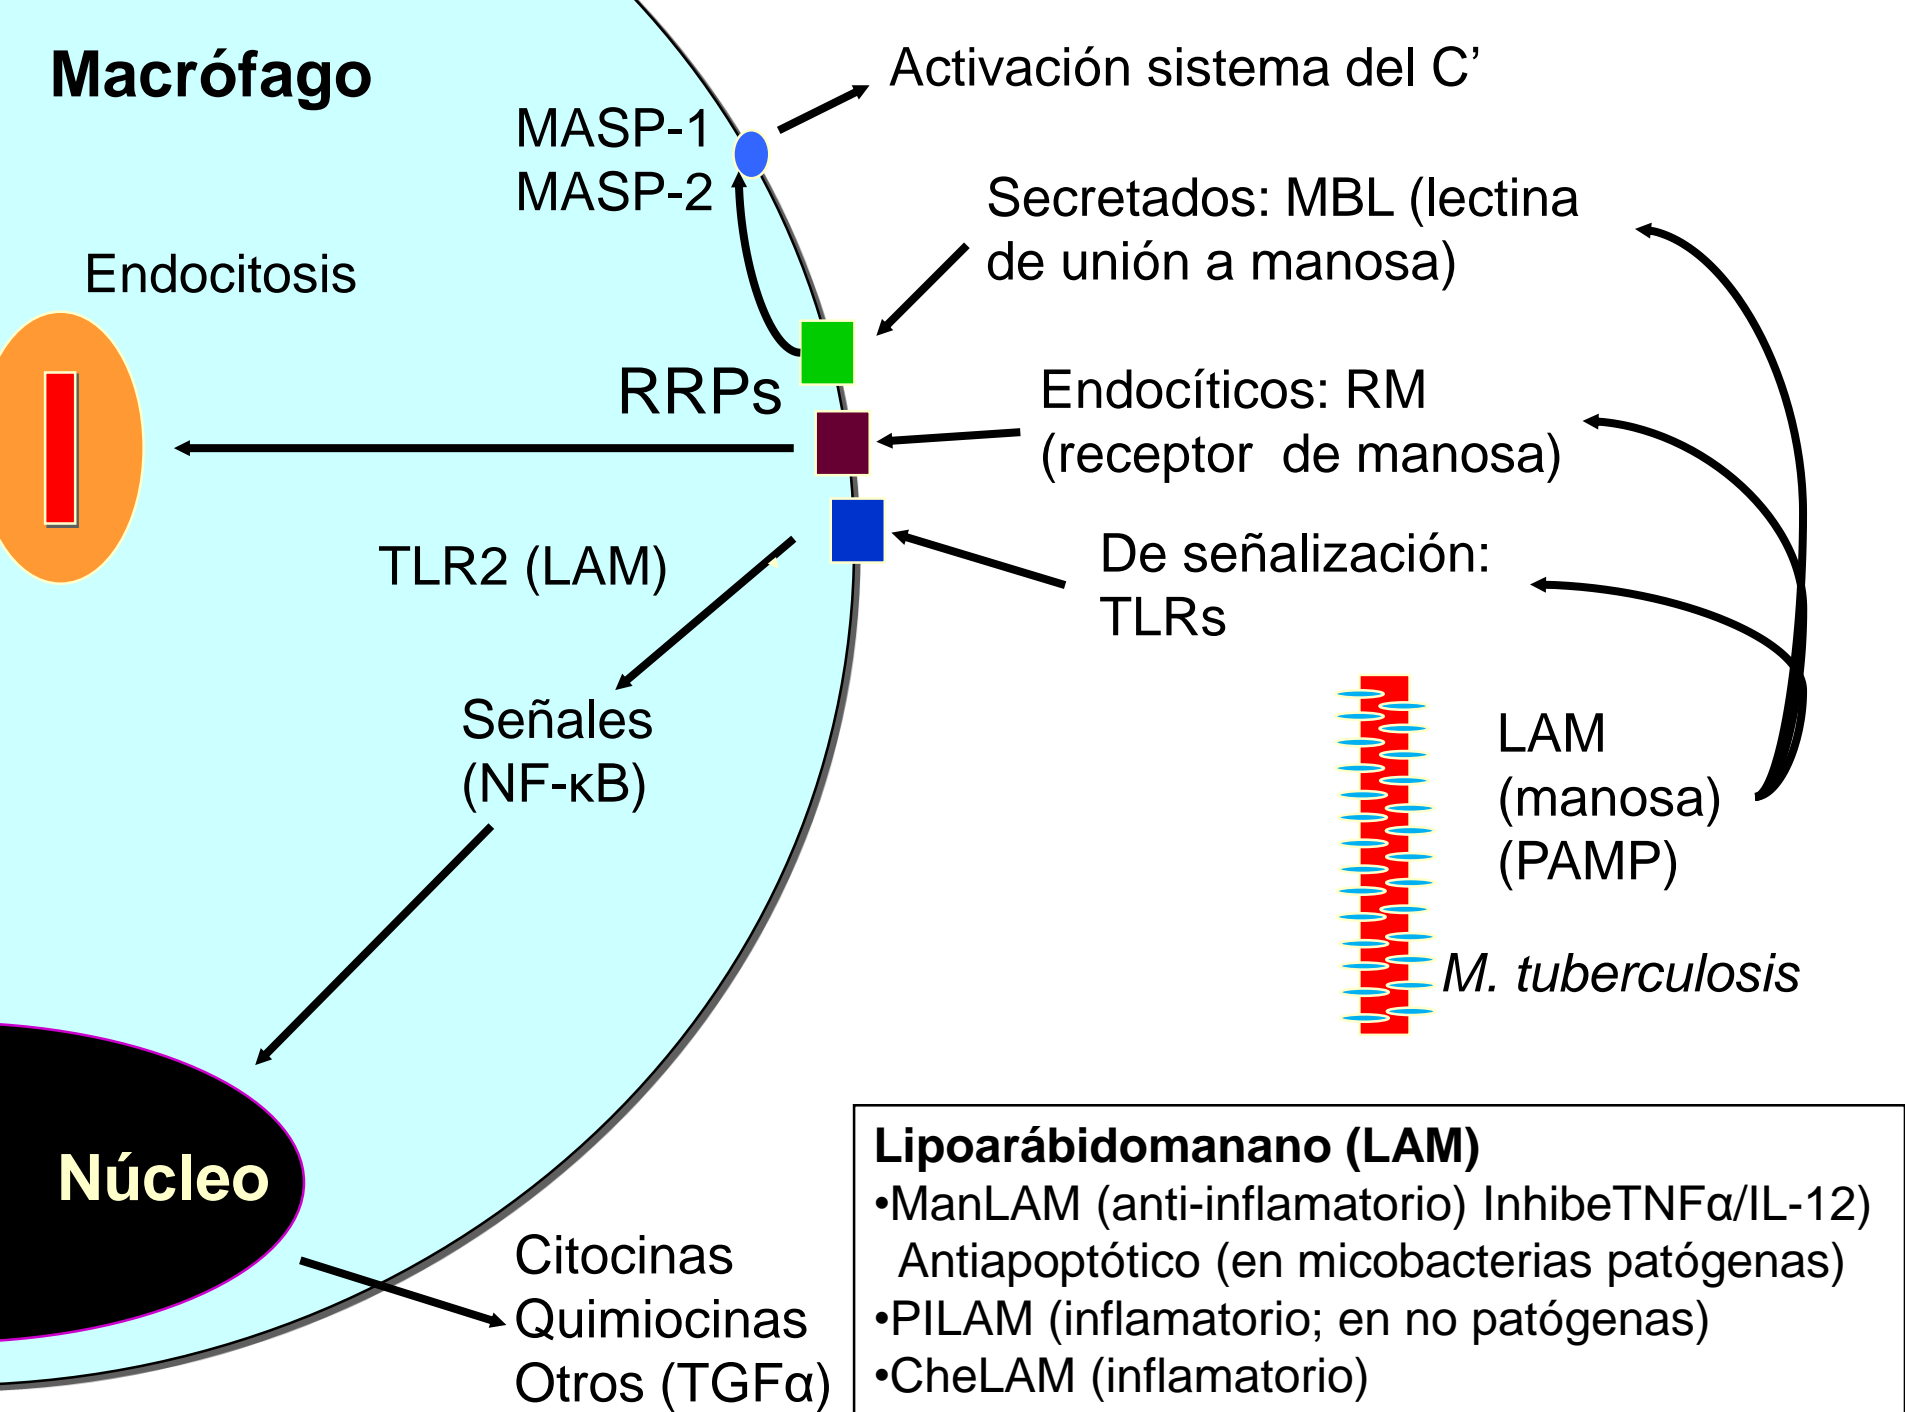 Macrófago
Activación sistema del C’
MASP-1
MASP-2
Secretados: MBL (lectina
de unión a manosa)
Endocitosis
RRPs
Endocíticos: RM
(receptor de manosa)
TLR2 (LAM)
De señalización:
TLRs
Señales
(NF-κB)
LAM
(manosa)
(PAMP)
M. tuberculosis
Núcleo
Citocinas
Quimiocinas
Otros (TGFα)
Lipoarábidomanano (LAM)
•ManLAM (anti-inflamatorio) InhibeTNFα/IL-12)
Antiapoptótico (en micobacterias patógenas)
•PILAM (inflamatorio; en no patógenas)
•CheLAM (inflamatorio)